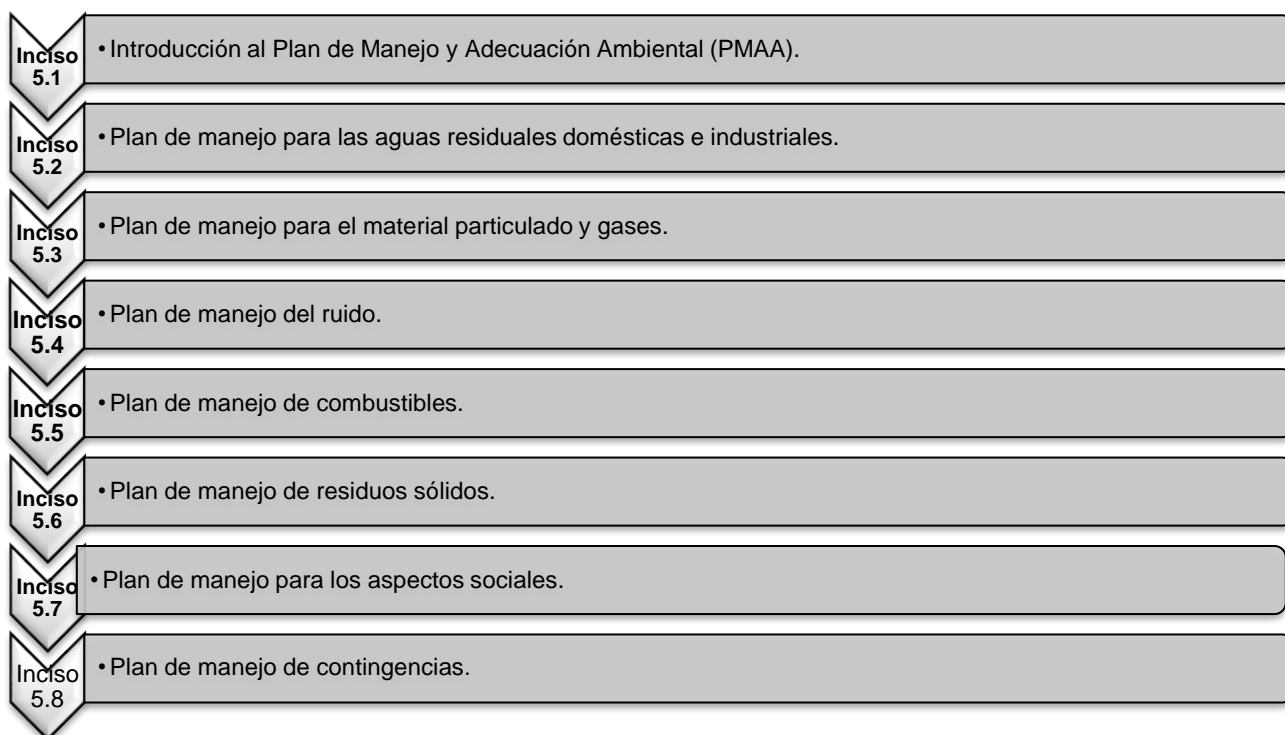 Inciso
5.1
•Introducción al Plan de Manejo y Adecuación Ambiental (PMAA).
Inciso
5.2
•Plan de manejo para las aguas residuales domésticas e industriales.
Inciso
5.3
•Plan de manejo para el material particulado y gases.
Inciso
5.4
•Plan de manejo del ruido.
Inciso
5.5
•Plan de manejo de combustibles.
Inciso
5.6
•Plan de manejo de residuos sólidos.
Inciso
5.7
•Plan de manejo para los aspectos sociales.
Inciso
5.8
•Plan de manejo de contingencias.